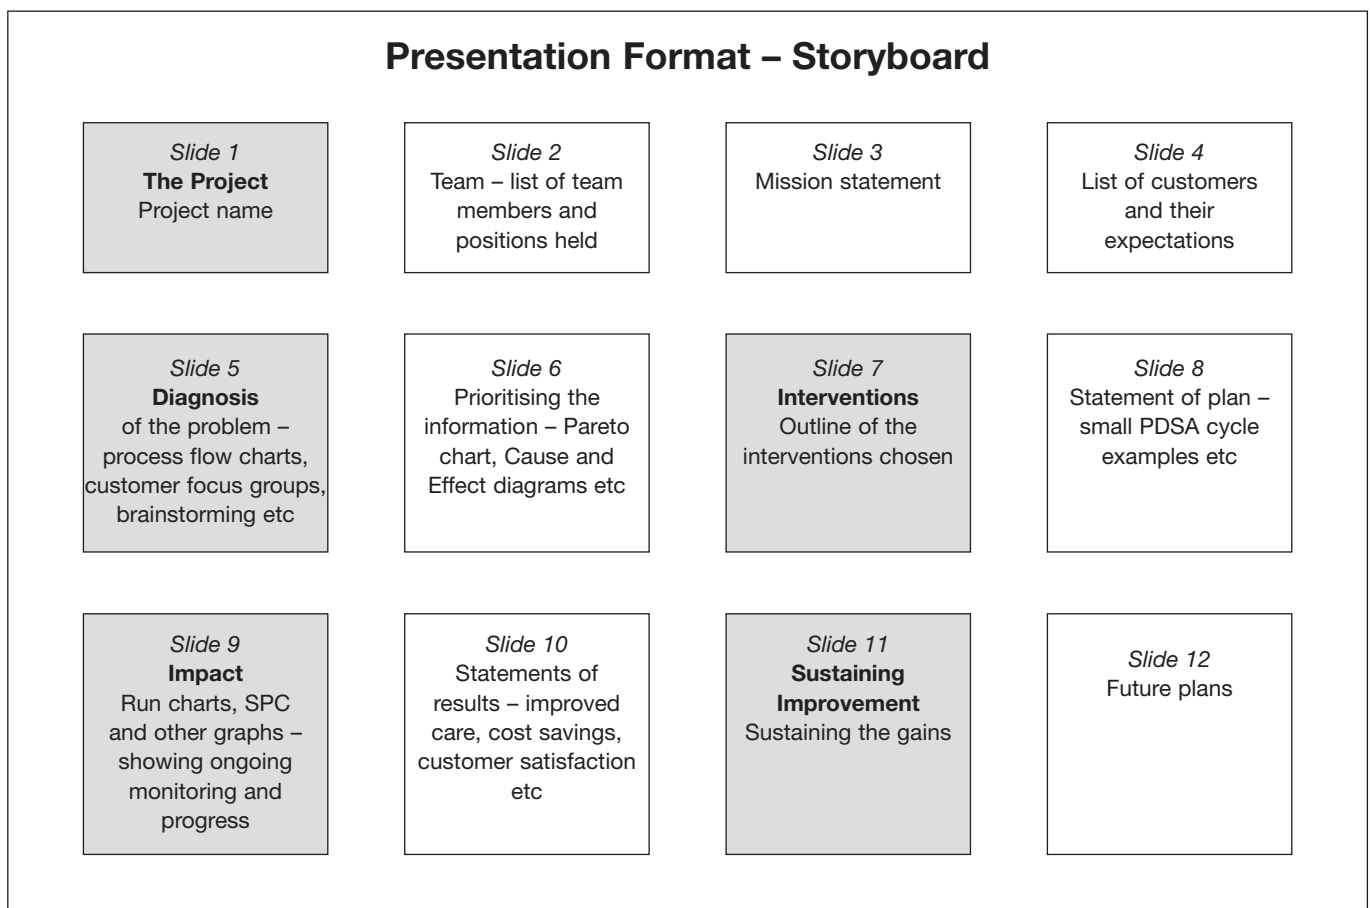 Presentation Format – Storyboard
Slide 1
The Project
Project name
Slide 2
Team – list of team
members and
positions held
Slide 3
Mission statement
Slide 4
List of customers
and their
expectations
Slide 5
Diagnosis
of the problem –
process flow charts,
customer focus groups,
brainstorming etc
Slide 6
Prioritising the
information – Pareto
chart, Cause and
Effect diagrams etc
Slide 7
Interventions
Outline of the
interventions chosen
Slide 8
Statement of plan –
small PDSA cycle
examples etc
Slide 9
Impact
Run charts, SPC
and other graphs –
showing ongoing
monitoring and
progress
Slide 10
Statements of
results – improved
care, cost savings,
customer satisfaction
etc
Slide 11
Sustaining
Improvement
Sustaining the gains
Slide 12
Future plans